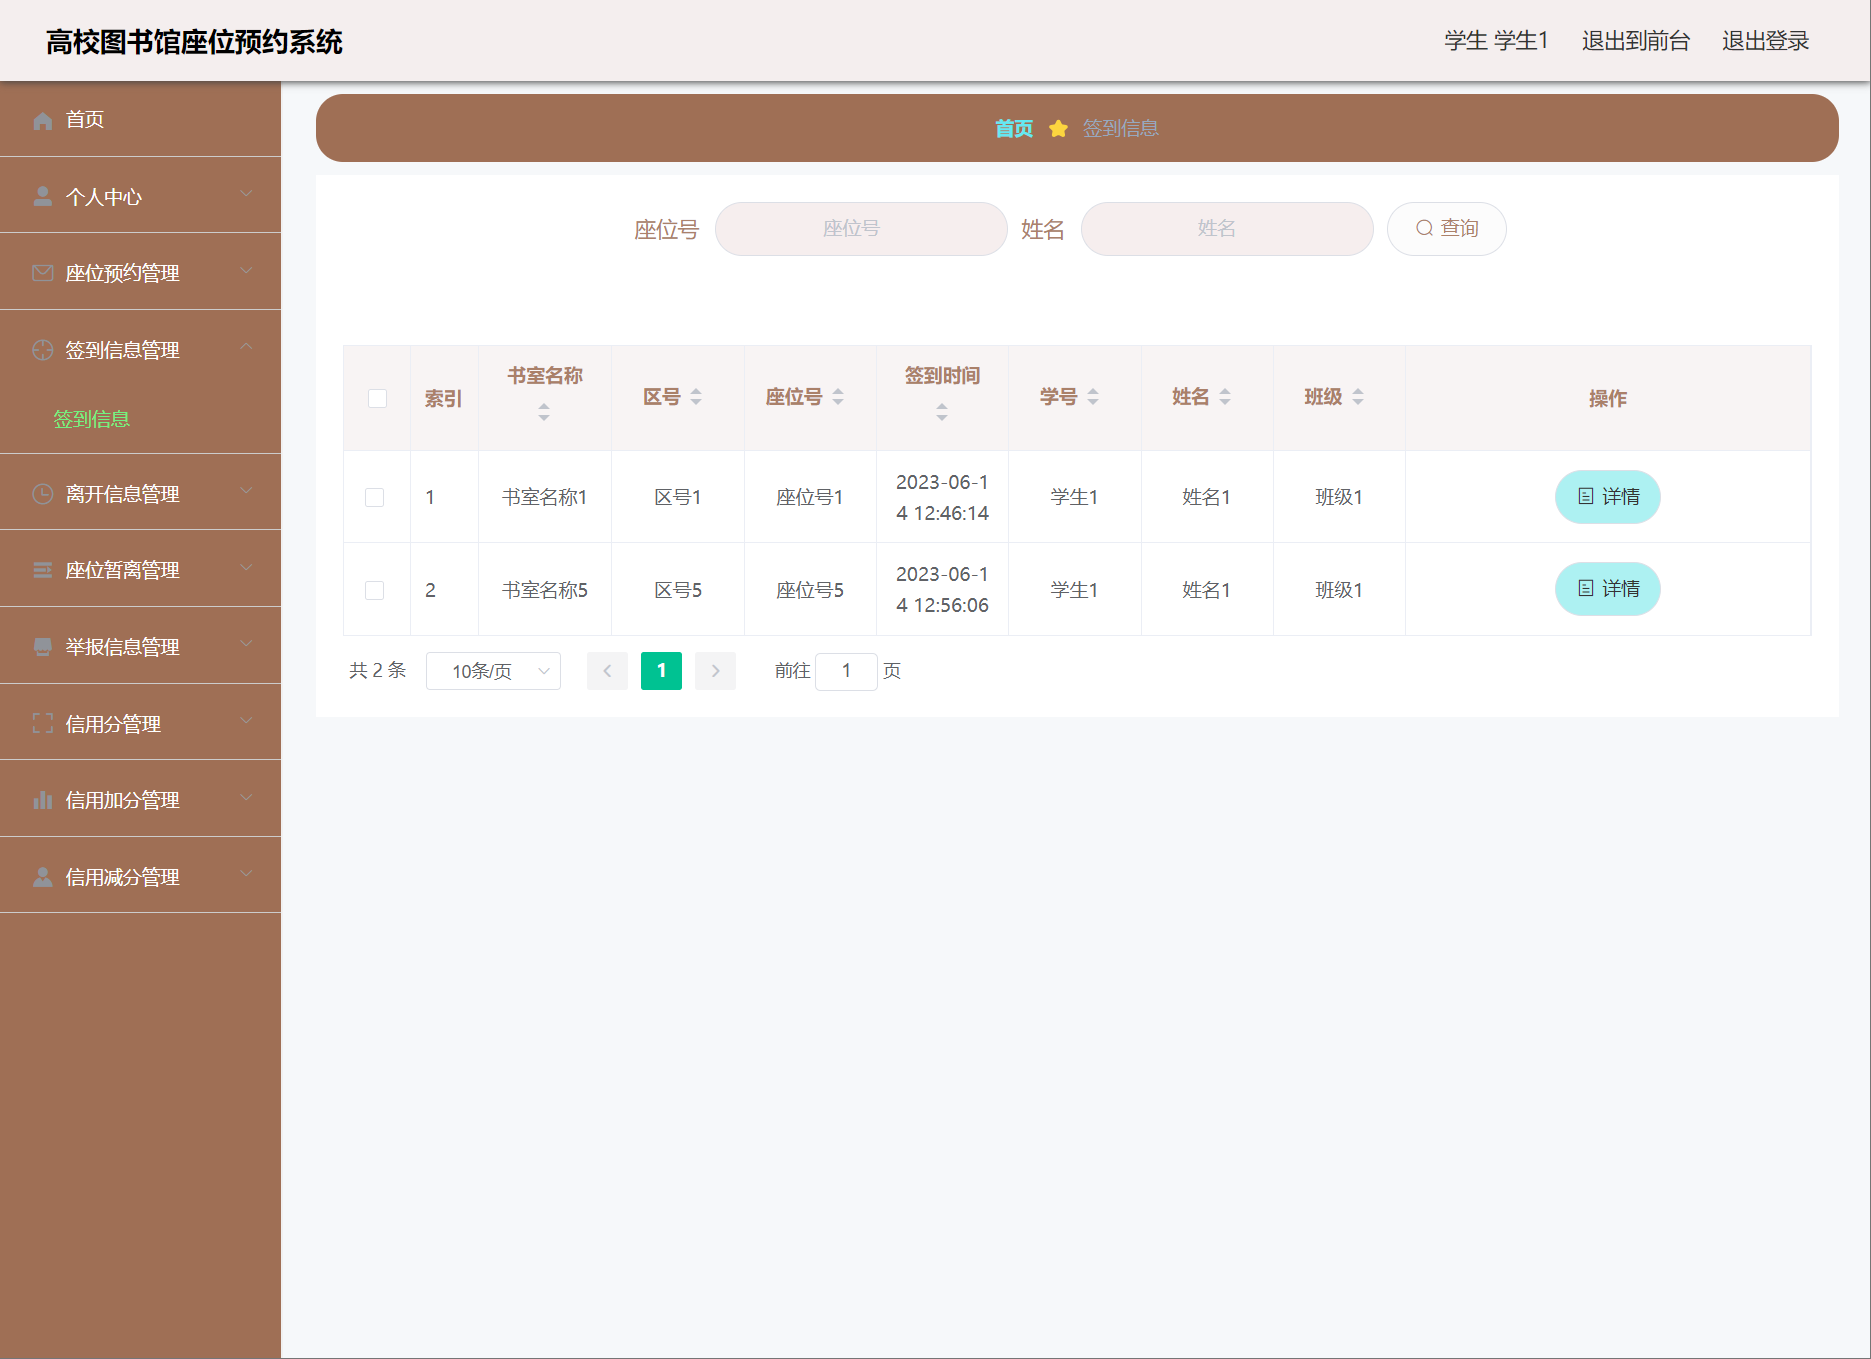 高校图书馆座位预约系统
学生 学生1 退出到前台 退出登录
首页
个人中心
座位预约管理
签到信息管理
签到信息
离开信息管理
座位暂离管理
举报信息管理
信用分管理
信用加分管理
信用减分管理
首页 签到信息
座位号 座位号 姓名 姓名 查询
索引 书室名称 区号 座位号 签到时间 学号 姓名 班级 操作
1 书室名称1 区号1 座位号1 2023-06-1 学生1 姓名1 班级1 详情
4 12:46:14
2 书室名称5 区号5 座位号5 2023-06-1 学生1 姓名1 班级1 详情
4 12:56:06
共 2 条 10条/页 1 前往 1 页